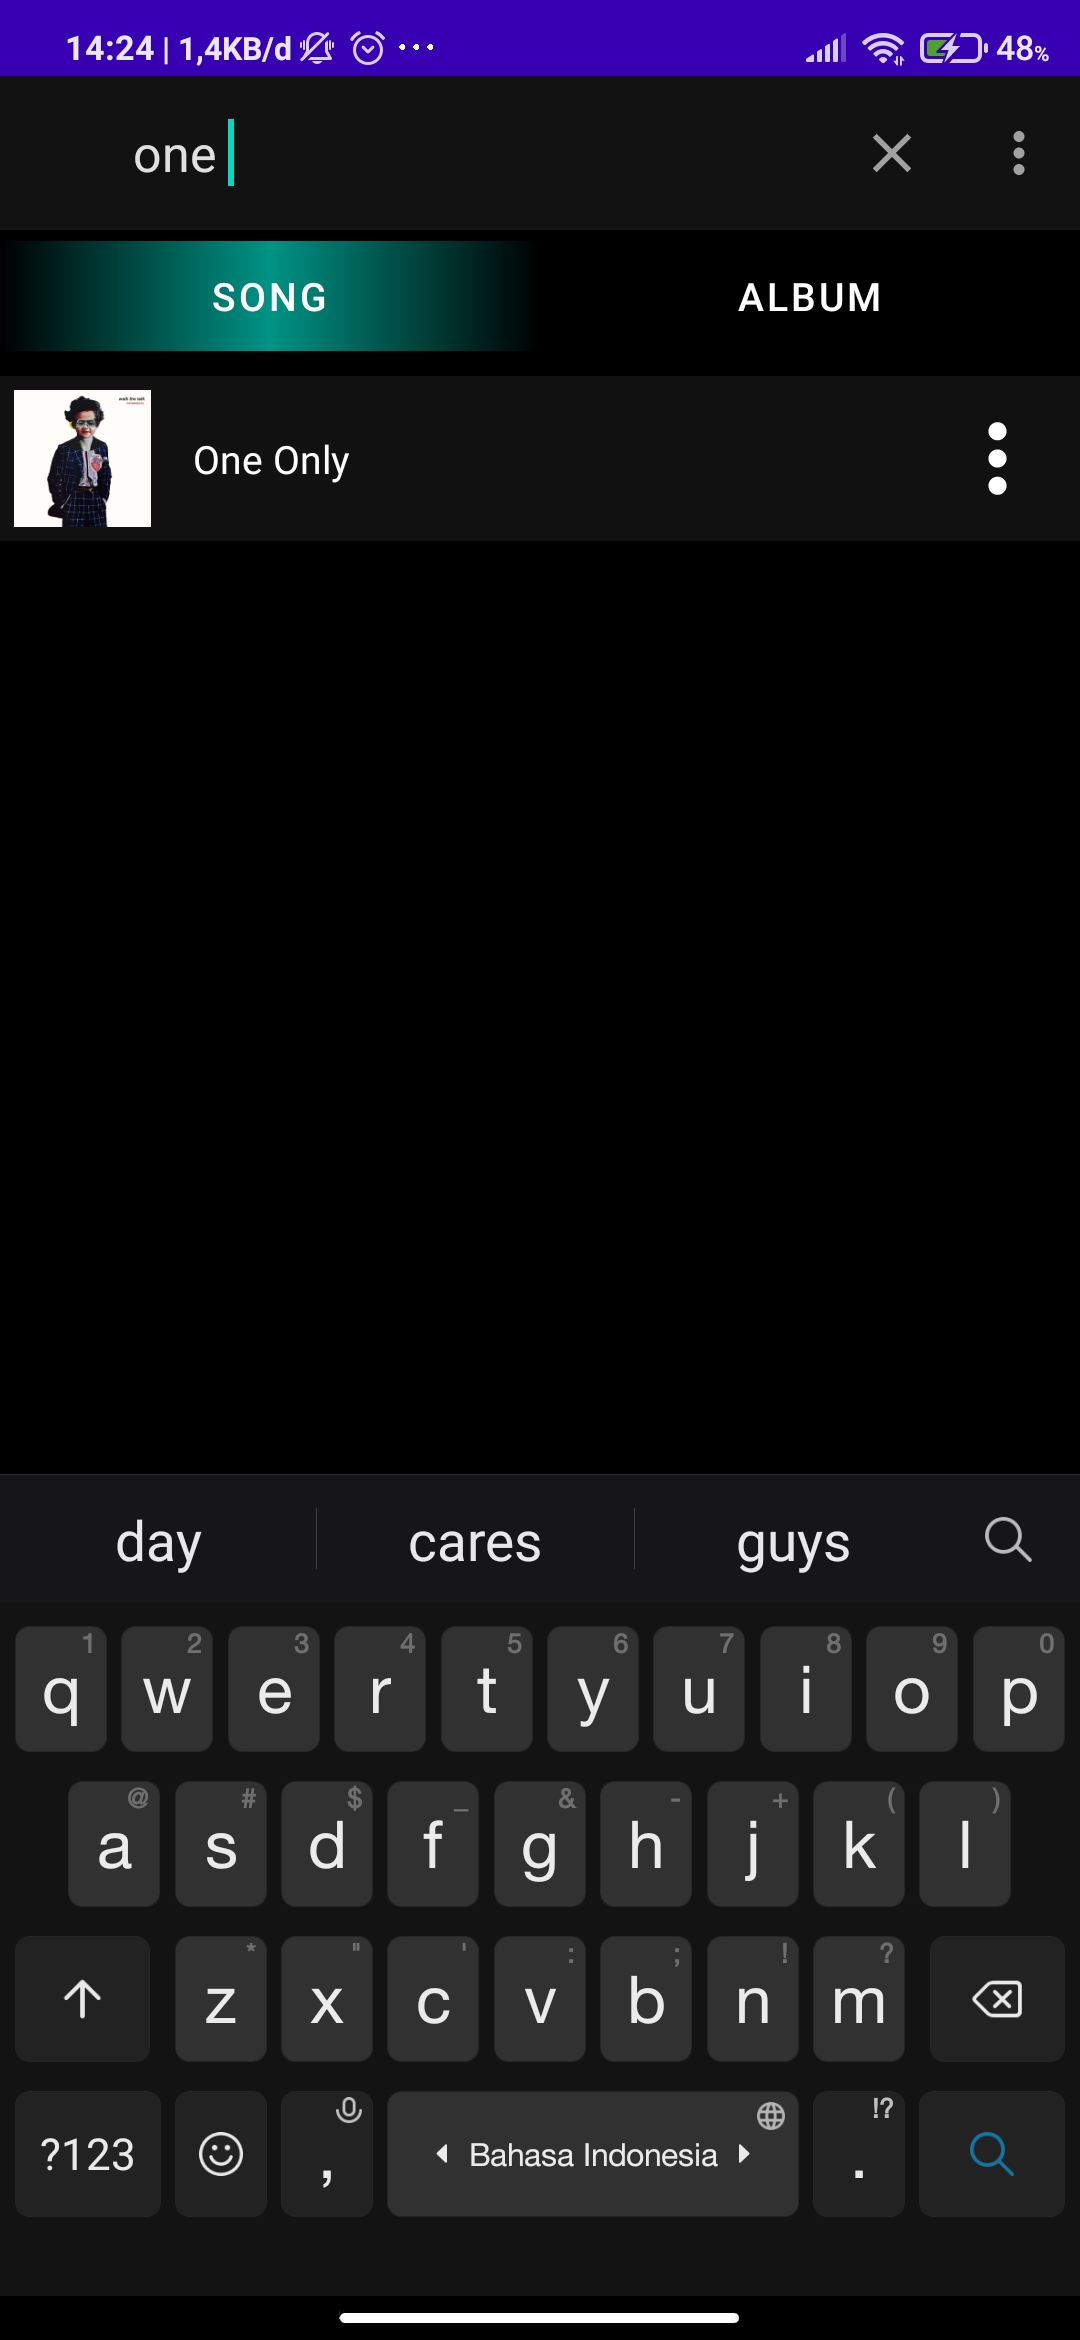 14:24 | 1,4KB/d ... 48%
one
SONG ALBUM
walk the talk
One Only
day cares guys
1 2 3 4 5 6 7 8 9 0
q w e r t y u i o p
@ # $ _ & - + ( )
a s d f g h j k l
* " ' : ; ! ?
z x c v b n m
!?
?123 , Bahasa Indonesia .